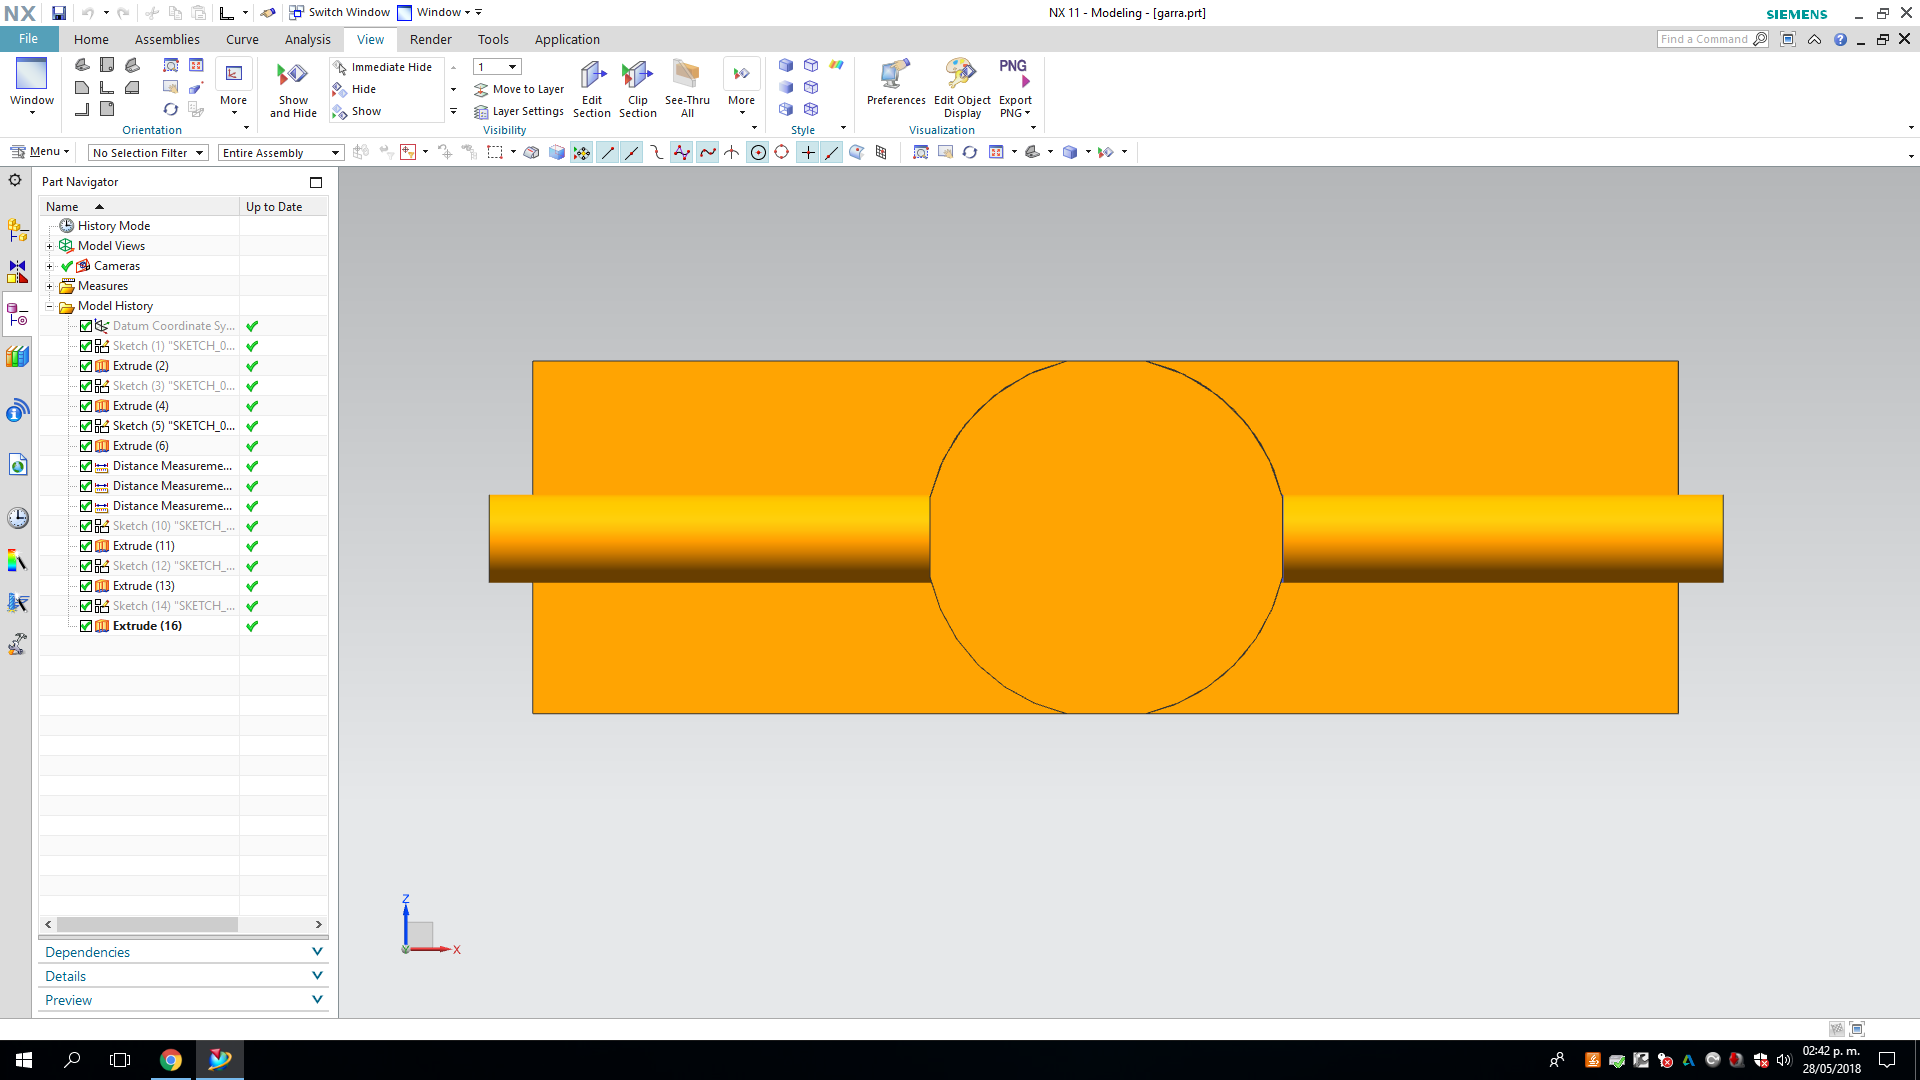 NX
Switch Window
Window
NX 11 - Modeling - [garra.prt]
SIEMENS
File
Home
Assemblies
Curve
Analysis
View
Render
Tools
Application
Find a Command
Window
More
Orientation
Show
and Hide
Immediate Hide
Hide
Show
1
Move to Layer
Layer Settings
Edit
Section
Clip
Section
See-Thru
All
More
Visibility
Style
Preferences
Edit Object
Display
PNG
Export
PNG
Visualization
Menu
No Selection Filter
Entire Assembly
Part Navigator
Name
Up to Date
History Mode
Model Views
Cameras
Measures
Model History
Datum Coordinate Sy...
Sketch (1) "SKETCH_0...
Extrude (2)
Sketch (3) "SKETCH_0...
Extrude (4)
Sketch (5) "SKETCH_0...
Extrude (6)
Distance Measureme...
Distance Measureme...
Distance Measureme...
Sketch (10) "SKETCH_...
Extrude (11)
Sketch (12) "SKETCH_...
Extrude (13)
Sketch (14) "SKETCH_...
Extrude (16)
Dependencies
Details
Preview
Z
X
02:42 p. m.
28/05/2018